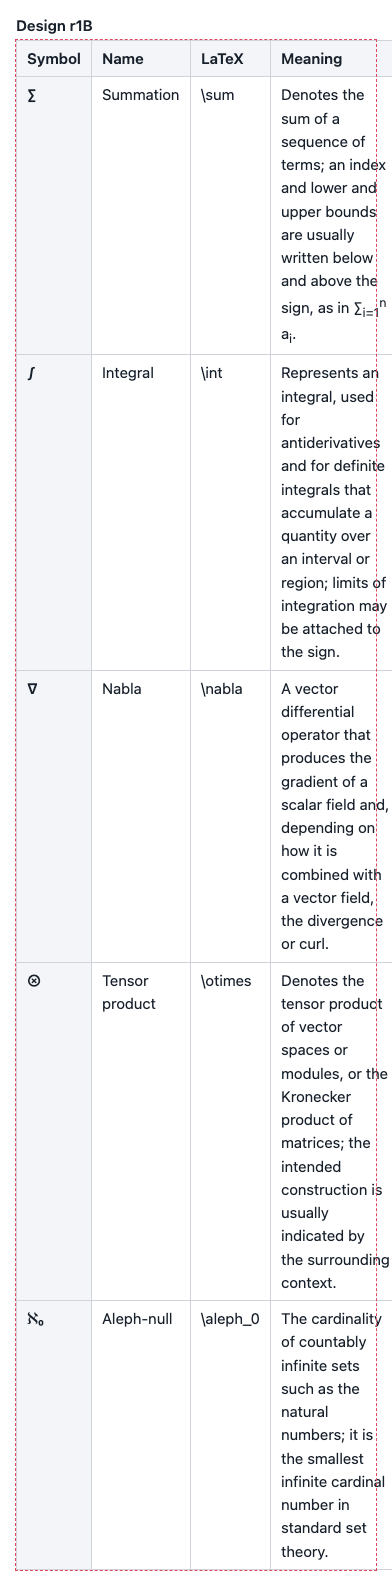 Design r1B
Symbol Name LaTeX Meaning
∑ Summation \sum Denotes the
sum of a
sequence of
terms; an index
and lower and
upper bounds
are usually
written below
and above the
sign, as in ∑ᵢ₌₁ⁿ
aᵢ.
∫ Integral \int Represents an
integral, used
for
antiderivatives
and for definite
integrals that
accumulate a
quantity over
an interval or
region; limits of
integration may
be attached to
the sign.
∇ Nabla \nabla A vector
differential
operator that
produces the
gradient of a
scalar field and,
depending on
how it is
combined with
a vector field,
the divergence
or curl.
⊗ Tensor \otimes Denotes the
product tensor product
of vector
spaces or
modules, or the
Kronecker
product of
matrices; the
intended
construction is
usually
indicated by
the surrounding
context.
ℵ₀ Aleph-null \aleph_0 The cardinality
of countably
infinite sets
such as the
natural
numbers; it is
the smallest
infinite cardinal
number in
standard set
theory.